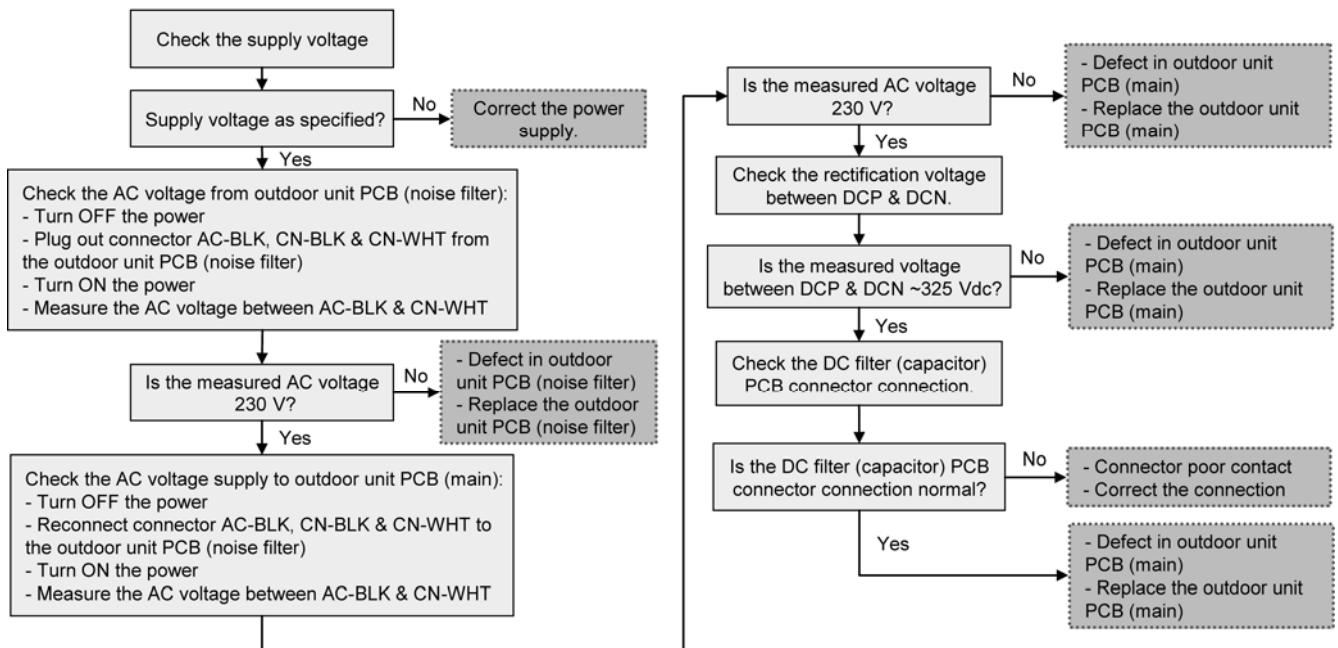 Check the supply voltage
Supply voltage as specified?
No
Correct the power
supply.
Yes
Check the AC voltage from outdoor unit PCB (noise filter):
- Turn OFF the power
- Plug out connector AC-BLK, CN-BLK & CN-WHT from
the outdoor unit PCB (noise filter)
- Turn ON the power
- Measure the AC voltage between AC-BLK & CN-WHT
Is the measured AC voltage
230 V?
No
- Defect in outdoor
unit PCB (noise filter)
- Replace the outdoor
unit PCB (noise filter)
Yes
Check the AC voltage supply to outdoor unit PCB (main):
- Turn OFF the power
- Reconnect connector AC-BLK, CN-BLK & CN-WHT to
the outdoor unit PCB (noise filter)
- Turn ON the power
- Measure the AC voltage between AC-BLK & CN-WHT
Is the measured AC voltage
230 V?
No
- Defect in outdoor unit
PCB (main)
- Replace the outdoor unit
PCB (main)
Yes
Check the rectification voltage
between DCP & DCN.
Is the measured voltage
between DCP & DCN ~325 Vdc?
No
- Defect in outdoor unit
PCB (main)
- Replace the outdoor unit
PCB (main)
Yes
Check the DC filter (capacitor)
PCB connector connection.
Is the DC filter (capacitor) PCB
connector connection normal?
No
- Connector poor contact
- Correct the connection
Yes
- Defect in outdoor unit
PCB (main)
- Replace the outdoor unit
PCB (main)